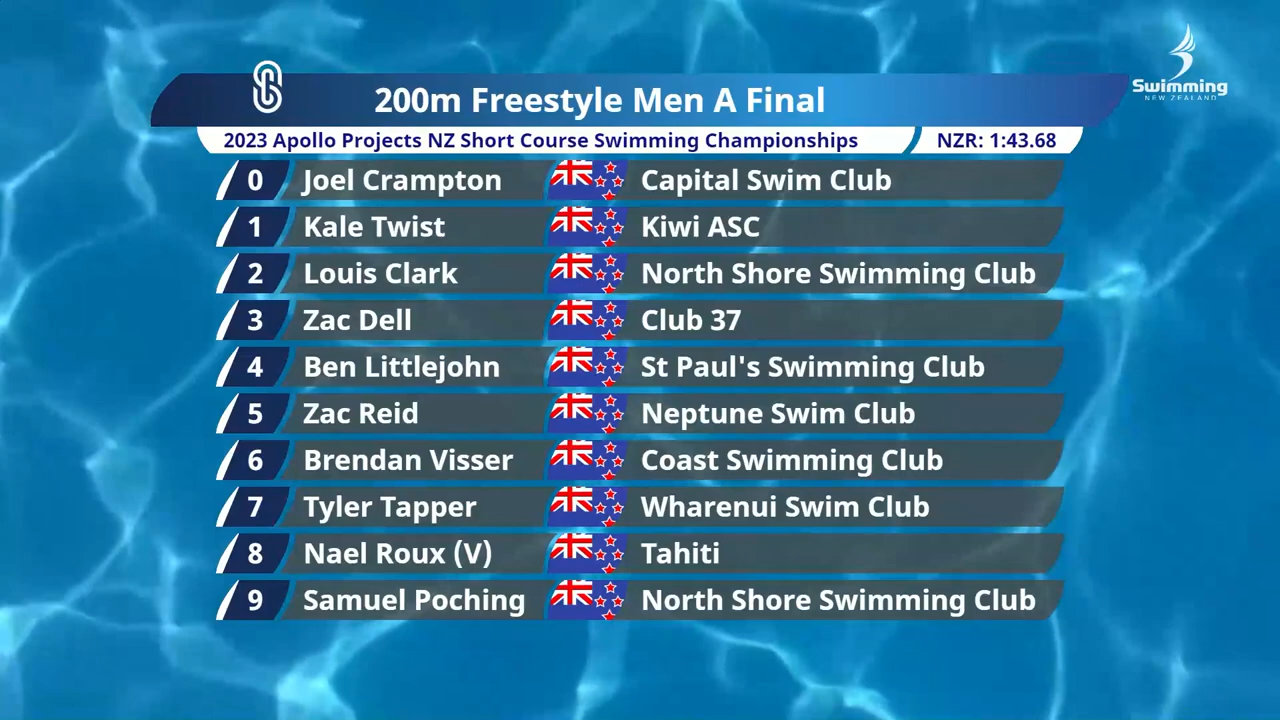 200m Freestyle Men A Final
Swimming
NEW ZEALAND
2023 Apollo Projects NZ Short Course Swimming Championships NZR: 1:43.68
0 Joel Crampton Capital Swim Club
1 Kale Twist Kiwi ASC
2 Louis Clark North Shore Swimming Club
3 Zac Dell Club 37
4 Ben Littlejohn St Paul's Swimming Club
5 Zac Reid Neptune Swim Club
6 Brendan Visser Coast Swimming Club
7 Tyler Tapper Wharenui Swim Club
8 Nael Roux (V) Tahiti
9 Samuel Poching North Shore Swimming Club